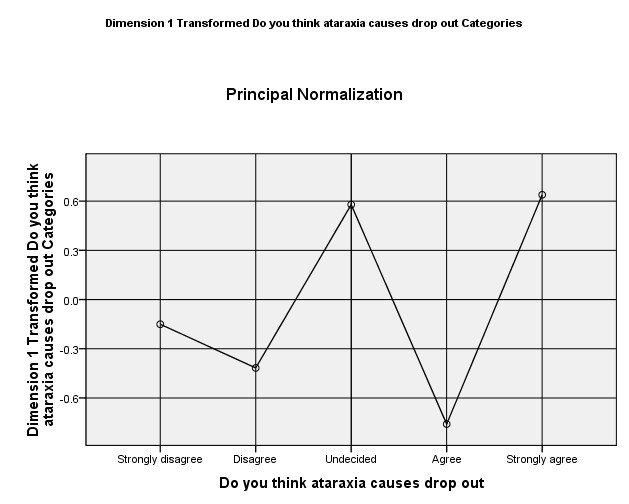 Dimension 1 Transformed Do you think ataraxia causes drop out Categories
Principal Normalization
Dimension 1 Transformed Do you think
ataraxia causes drop out Categories
0.6
0.3
0.0
-0.3
-0.6
Strongly disagree
Disagree
Undecided
Agree
Strongly agree
Do you think ataraxia causes drop out